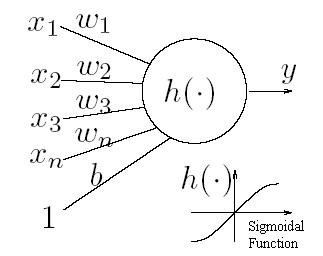 x₁ w₁
x₂ w₂
x₃ w₃
xₙ wₙ
1 b
h(·)
y
h(·)
Sigmoidal
Function